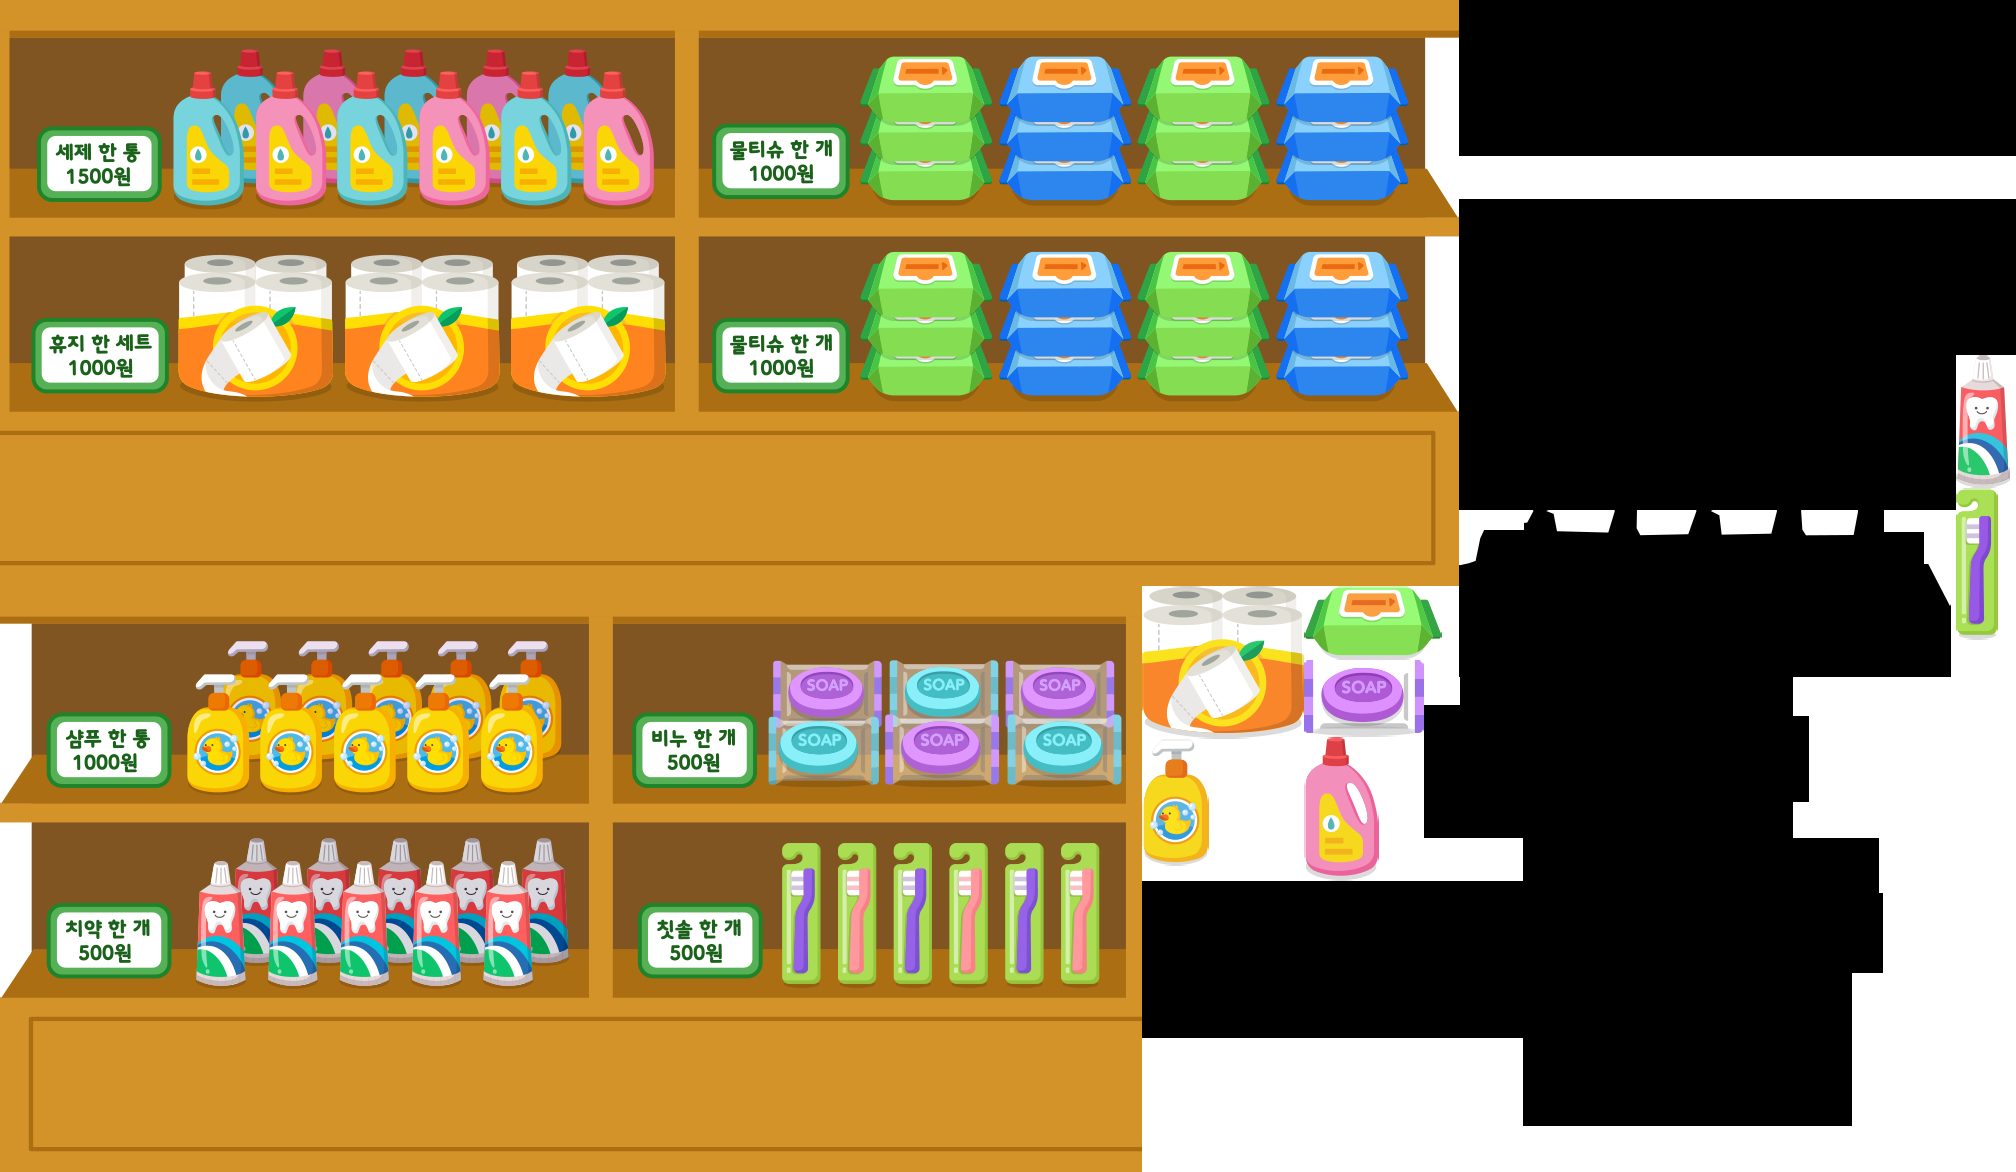 세제 한 통
1500원
물티슈 한 개
1000원
휴지 한 세트
1000원
물티슈 한 개
1000원
샴푸 한 통
1000원
비누 한 개
500원
SOAP
SOAP
SOAP
SOAP
SOAP
SOAP
SOAP
치약 한 개
500원
칫솔 한 개
500원